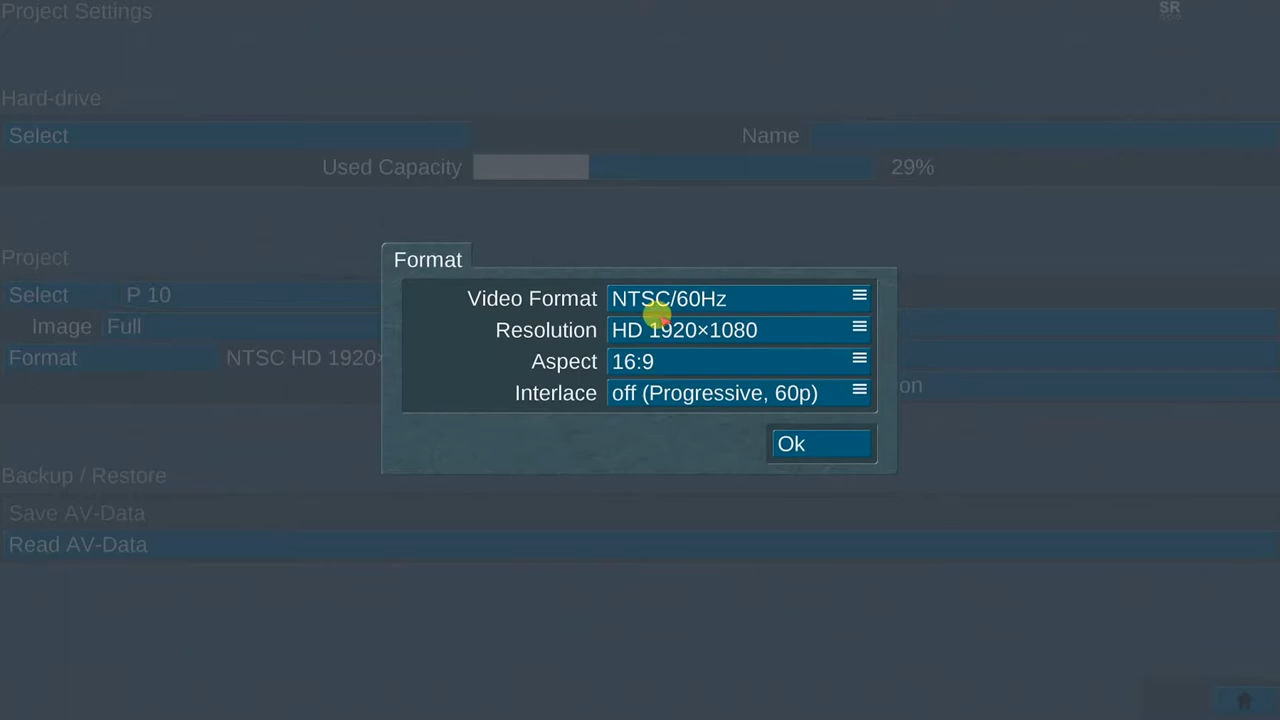 Project Settings
SR
Hard-drive
Select
Name
Used Capacity
29%
Project
Format
Select
P 10
Video Format
NTSC/60Hz
Image
Full
Resolution
HD 1920×1080
Format
NTSC HD 1920×
Aspect
16:9
on
Interlace
off (Progressive, 60p)
Ok
Backup / Restore
Save AV-Data
Read AV-Data